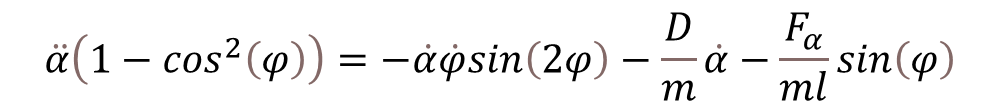 α̈(1 − cos²(φ)) = −α̇φ̇sin(2φ) − D/m α̇ − F_α/ml sin(φ)